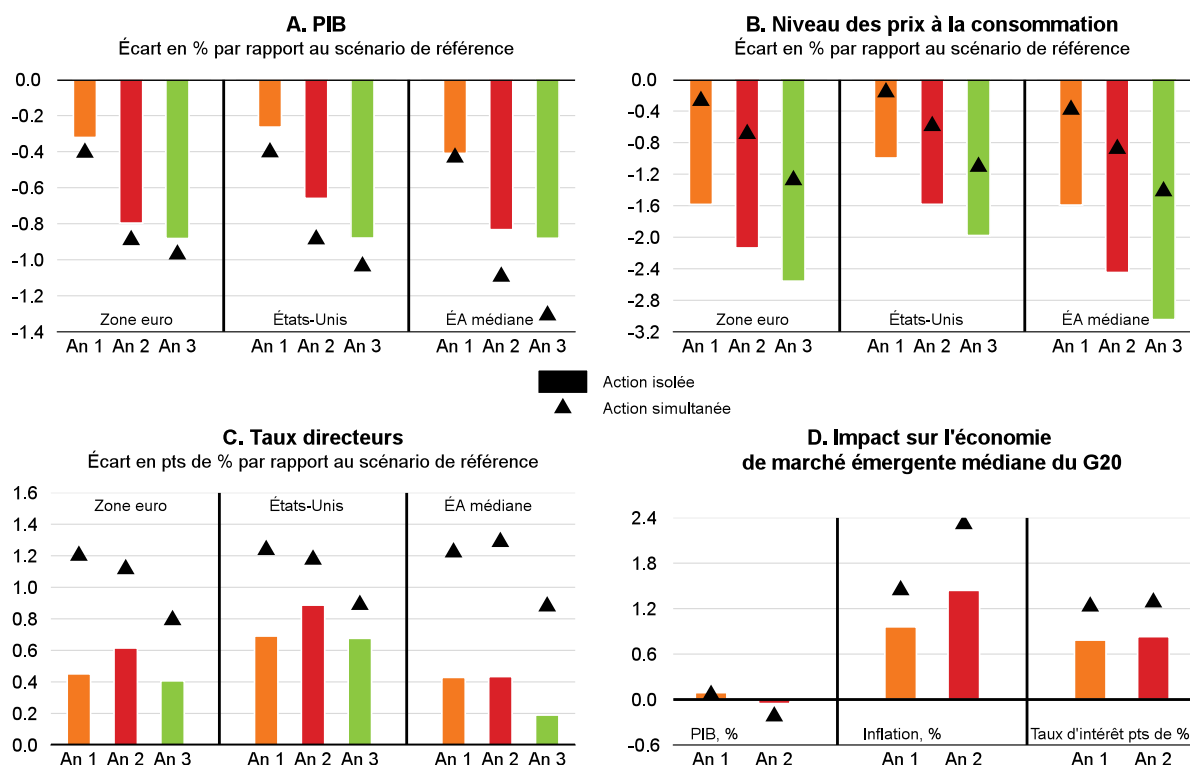 A. PIB
Écart en % par rapport au scénario de référence
0.0
-0.2
-0.4
-0.6
-0.8
-1.0
-1.2
-1.4
Zone euro
États-Unis
ÉA médiane
An 1 An 2 An 3 An 1 An 2 An 3 An 1 An 2 An 3
B. Niveau des prix à la consommation
Écart en % par rapport au scénario de référence
0.0
-0.4
-0.8
-1.2
-1.6
-2.0
-2.4
-2.8
-3.2
Zone euro
États-Unis
ÉA médiane
An 1 An 2 An 3 An 1 An 2 An 3 An 1 An 2 An 3
Action isolée
Action simultanée
C. Taux directeurs
Écart en pts de % par rapport au scénario de référence
1.6
1.4
1.2
1.0
0.8
0.6
0.4
0.2
0.0
Zone euro
États-Unis
ÉA médiane
An 1 An 2 An 3 An 1 An 2 An 3 An 1 An 2 An 3
D. Impact sur l'économie
de marché émergente médiane du G20
2.4
1.8
1.2
0.6
0.0
-0.6
PIB, %
Inflation, %
Taux d'intérêt pts de %
An 1 An 2 An 1 An 2 An 1 An 2